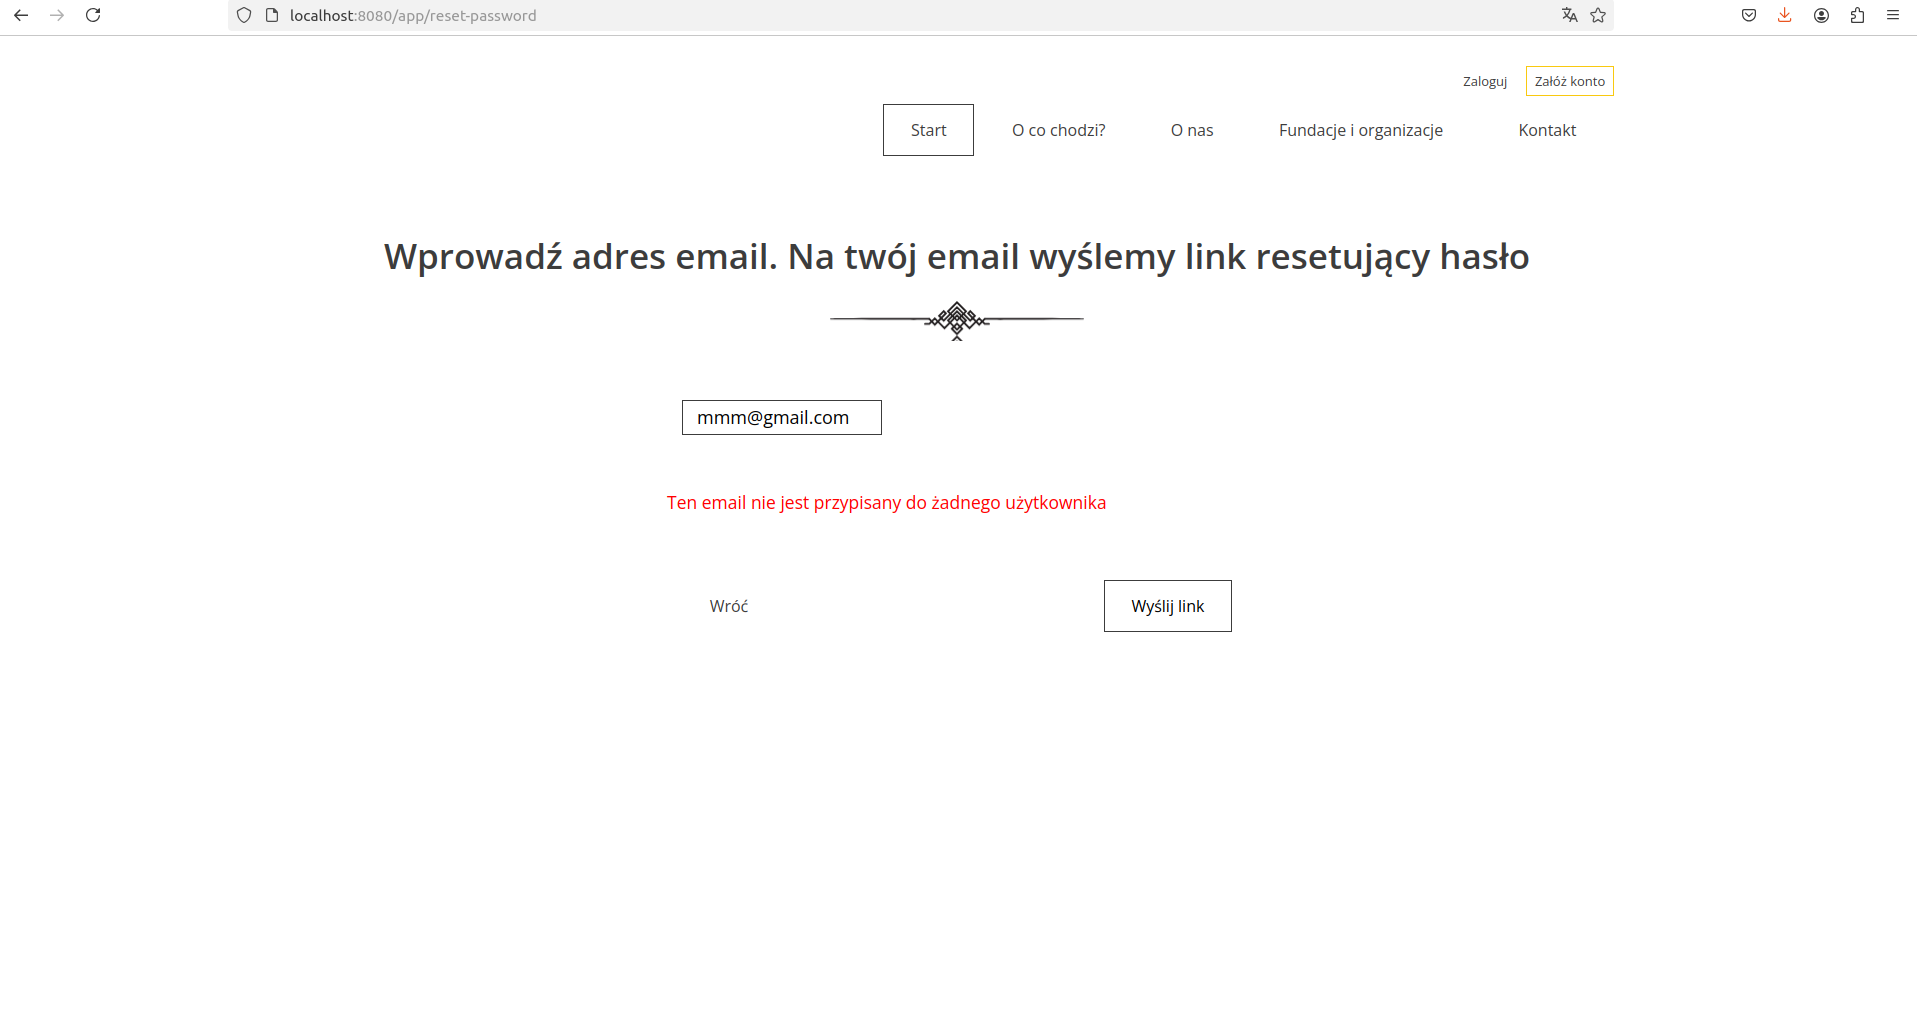 localhost:8080/app/reset-password
Zaloguj Załóż konto
Start O co chodzi? O nas Fundacje i organizacje Kontakt
Wprowadź adres email. Na twój email wyślemy link resetujący hasło
mmm@gmail.com
Ten email nie jest przypisany do żadnego użytkownika
Wróć Wyślij link